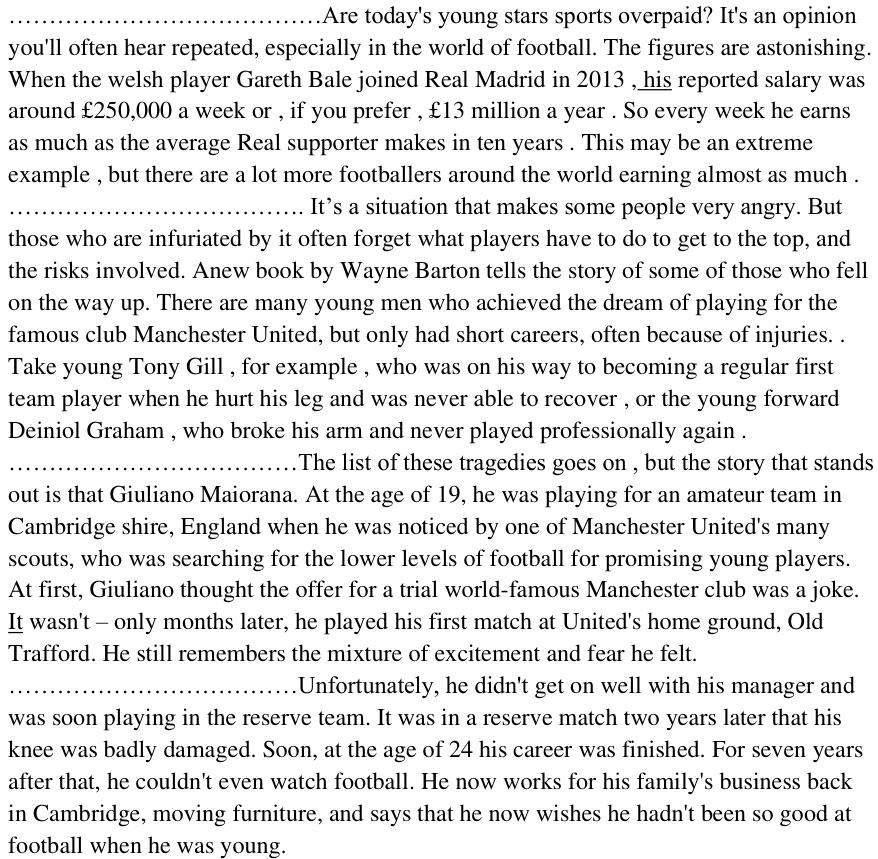 …………………………………Are today's young stars sports overpaid? It's an opinion
you'll often hear repeated, especially in the world of football. The figures are astonishing.
When the welsh player Gareth Bale joined Real Madrid in 2013 , his reported salary was
around £250,000 a week or , if you prefer , £13 million a year . So every week he earns
as much as the average Real supporter makes in ten years . This may be an extreme
example , but there are a lot more footballers around the world earning almost as much .
………………………………. It’s a situation that makes some people very angry. But
those who are infuriated by it often forget what players have to do to get to the top, and
the risks involved. Anew book by Wayne Barton tells the story of some of those who fell
on the way up. There are many young men who achieved the dream of playing for the
famous club Manchester United, but only had short careers, often because of injuries. .
Take young Tony Gill , for example , who was on his way to becoming a regular first
team player when he hurt his leg and was never able to recover , or the young forward
Deiniol Graham , who broke his arm and never played professionally again .
………………………………The list of these tragedies goes on , but the story that stands
out is that Giuliano Maiorana. At the age of 19, he was playing for an amateur team in
Cambridge shire, England when he was noticed by one of Manchester United's many
scouts, who was searching for the lower levels of football for promising young players.
At first, Giuliano thought the offer for a trial world-famous Manchester club was a joke.
It wasn't – only months later, he played his first match at United's home ground, Old
Trafford. He still remembers the mixture of excitement and fear he felt.
………………………………Unfortunately, he didn't get on well with his manager and
was soon playing in the reserve team. It was in a reserve match two years later that his
knee was badly damaged. Soon, at the age of 24 his career was finished. For seven years
after that, he couldn't even watch football. He now works for his family's business back
in Cambridge, moving furniture, and says that he now wishes he hadn't been so good at
football when he was young.